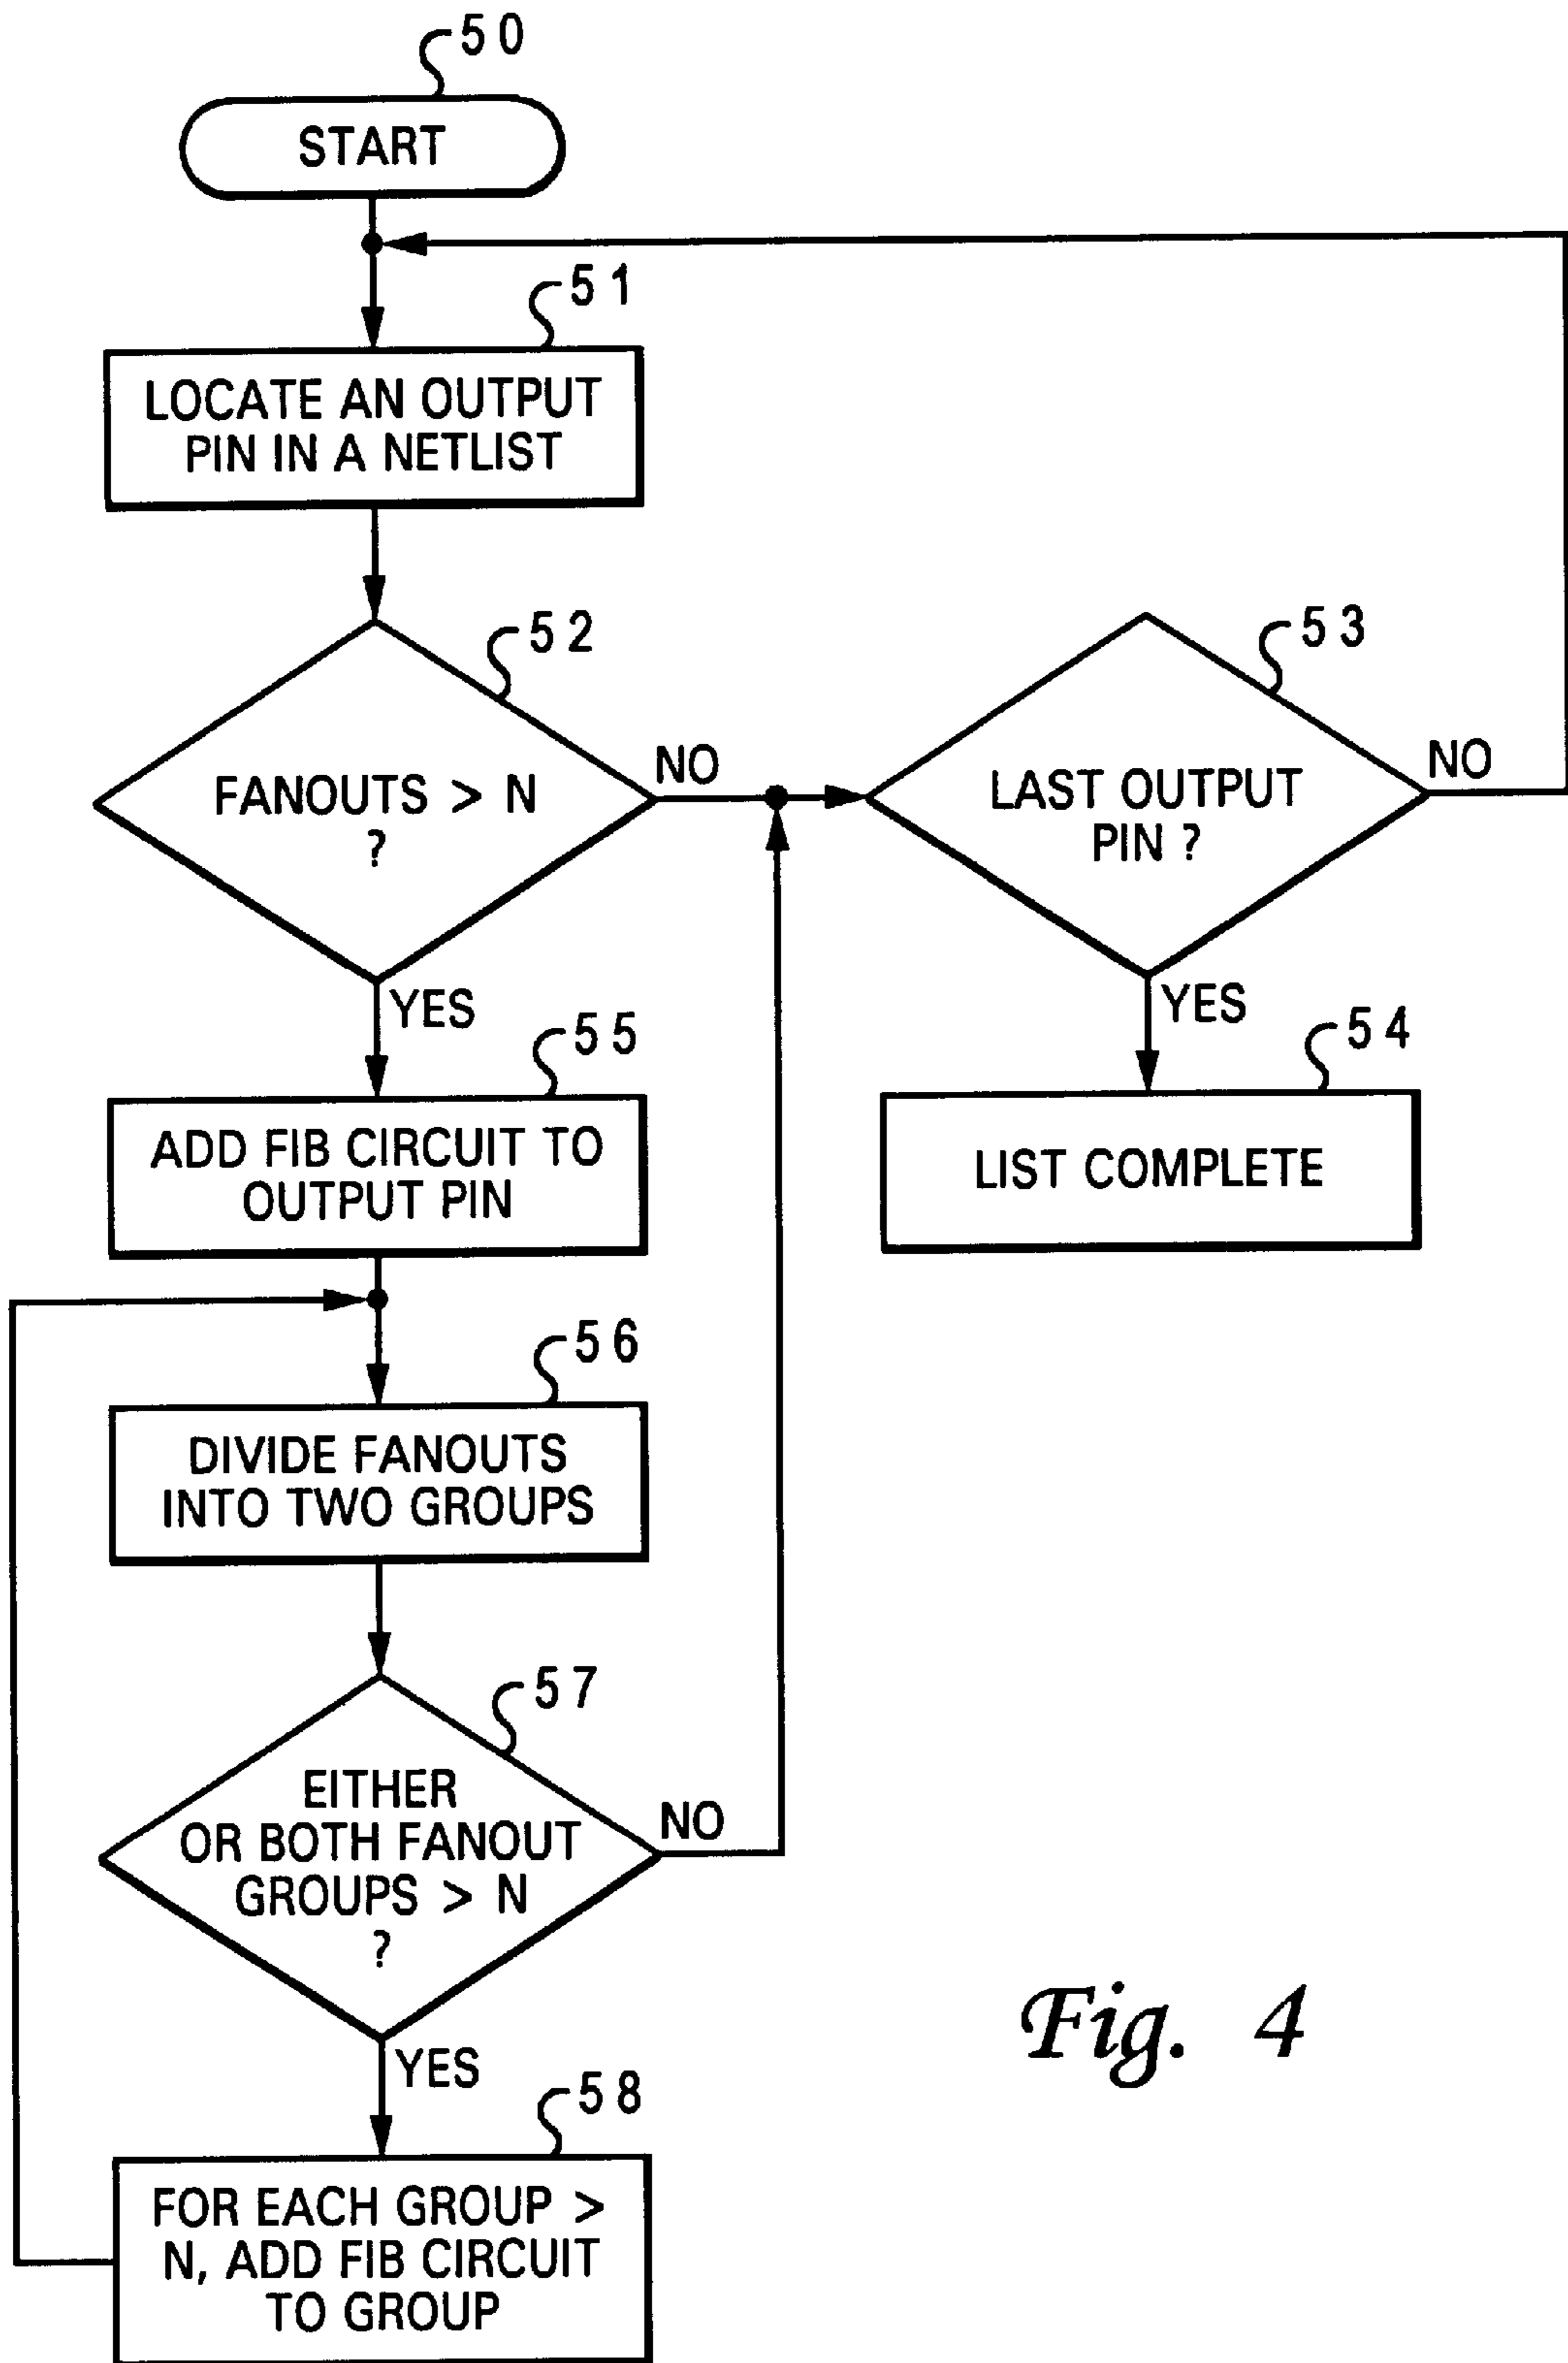 50
START
51
LOCATE AN OUTPUT
PIN IN A NETLIST
52
FANOUTS > N
?
NO
YES
53
LAST OUTPUT
PIN ?
NO
YES
54
LIST COMPLETE
55
ADD FIB CIRCUIT TO
OUTPUT PIN
56
DIVIDE FANOUTS
INTO TWO GROUPS
57
EITHER
OR BOTH FANOUT
GROUPS > N
?
NO
YES
58
FOR EACH GROUP >
N, ADD FIB CIRCUIT
TO GROUP
Fig. 4